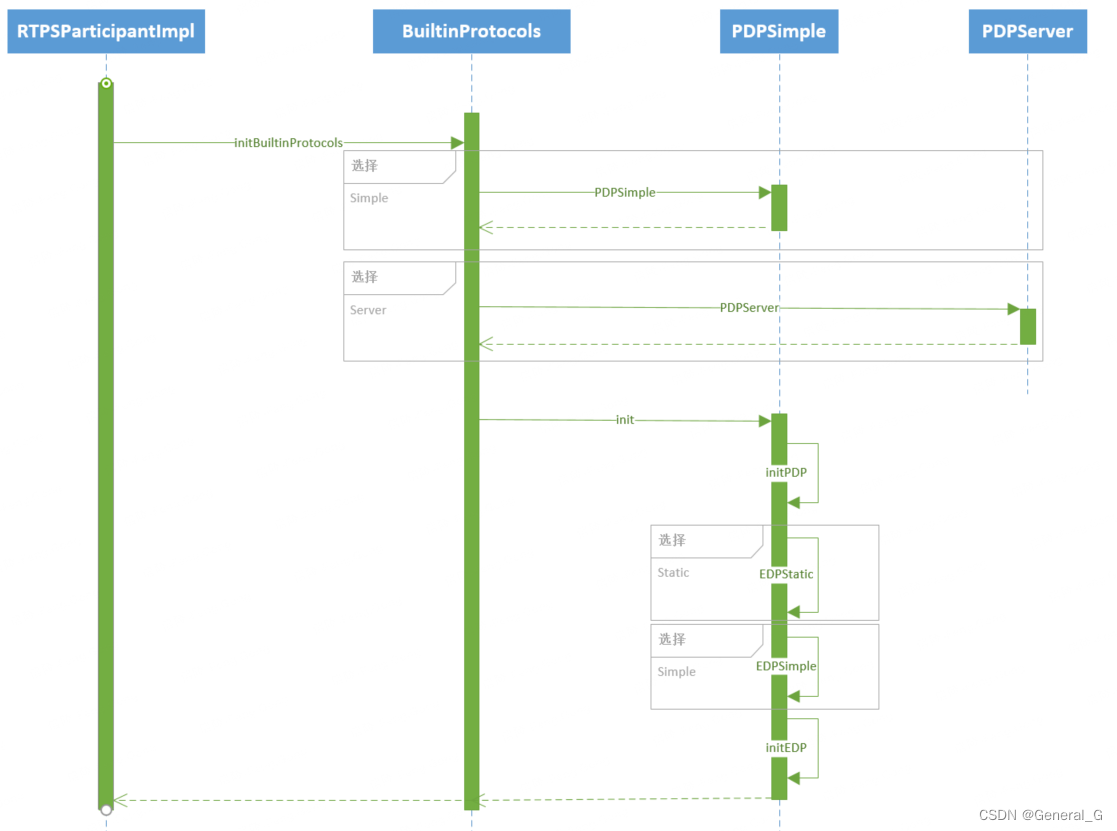 RTPSParticipantImpl
BuiltinProtocols
PDPSimple
PDPServer
initBuiltinProtocols
选择
Simple
PDPSimple
选择
Server
PDPServer
init
initPDP
选择
Static
EDPStatic
选择
Simple
EDPSimple
initEDP
CSDN @General_G